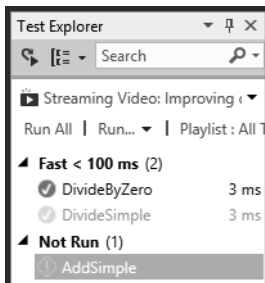 Test Explorer
Search
Streaming Video: Improving
Run All | Run... | Playlist : All
Fast < 100 ms (2)
DivideByZero 3 ms
DivideSimple 3 ms
Not Run (1)
AddSimple